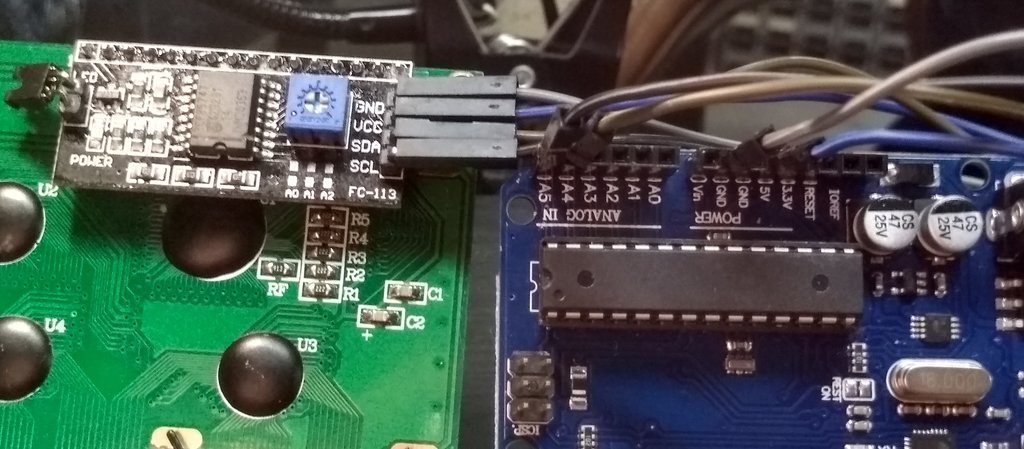 GND
VCC
SDA
SCL
POWER
A0 A1 A2
FC-113
U2
U4
U3
R5
R4
R3
R2
R1
RF
C1
C2
+
A5
A4
A3
A2
A1
A0
ANALOG IN
Vin
GND
GND
5V
3.3V
RESET
IOREF
POWER
CS
47
25V
CS
47
25V
ICSP
RESET
ON
16.000